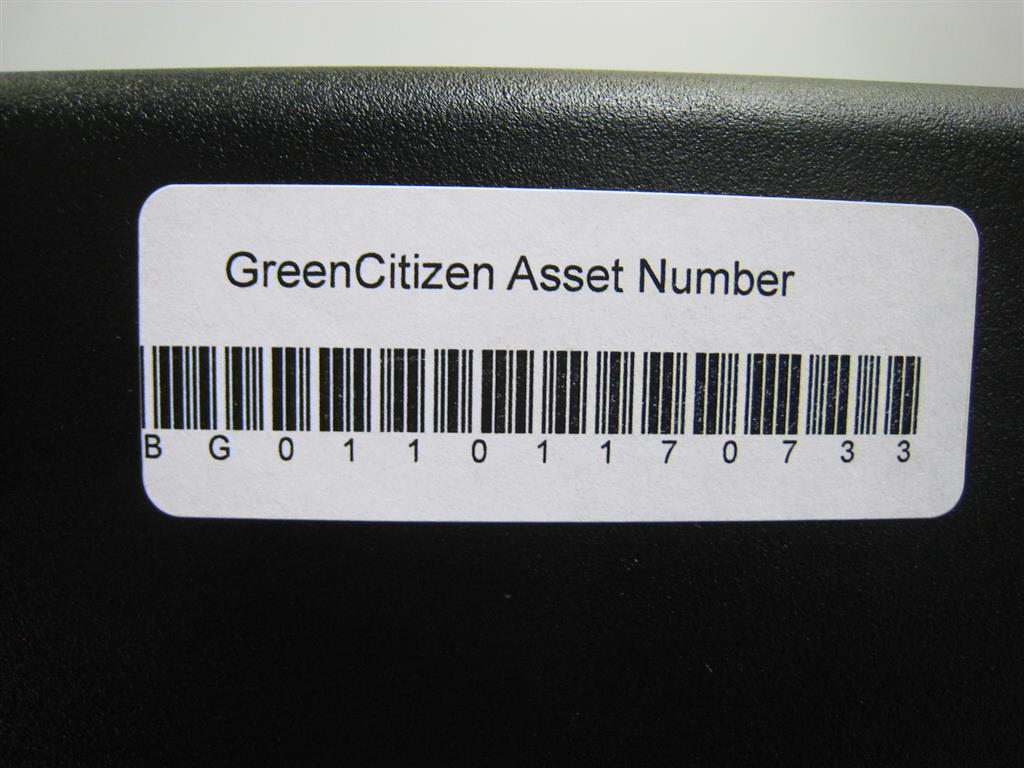 GreenCitizen Asset Number
B G 0 1 1 0 1 1 7 0 7 3 3